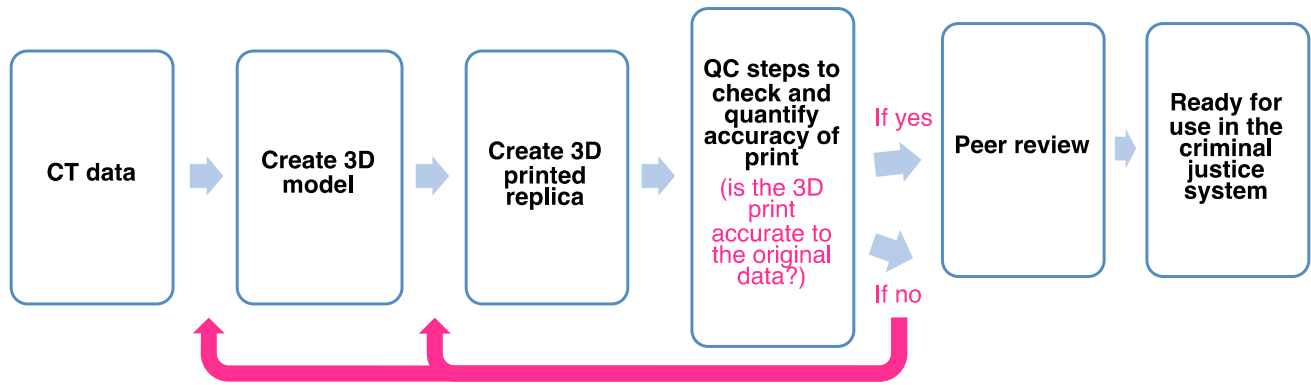 CT data
Create 3D
model
Create 3D
printed
replica
QC steps to
check and
quantify
accuracy of
print
(is the 3D
print
accurate to
the original
data?)
If yes
If no
Peer review
Ready for
use in the
criminal
justice
system